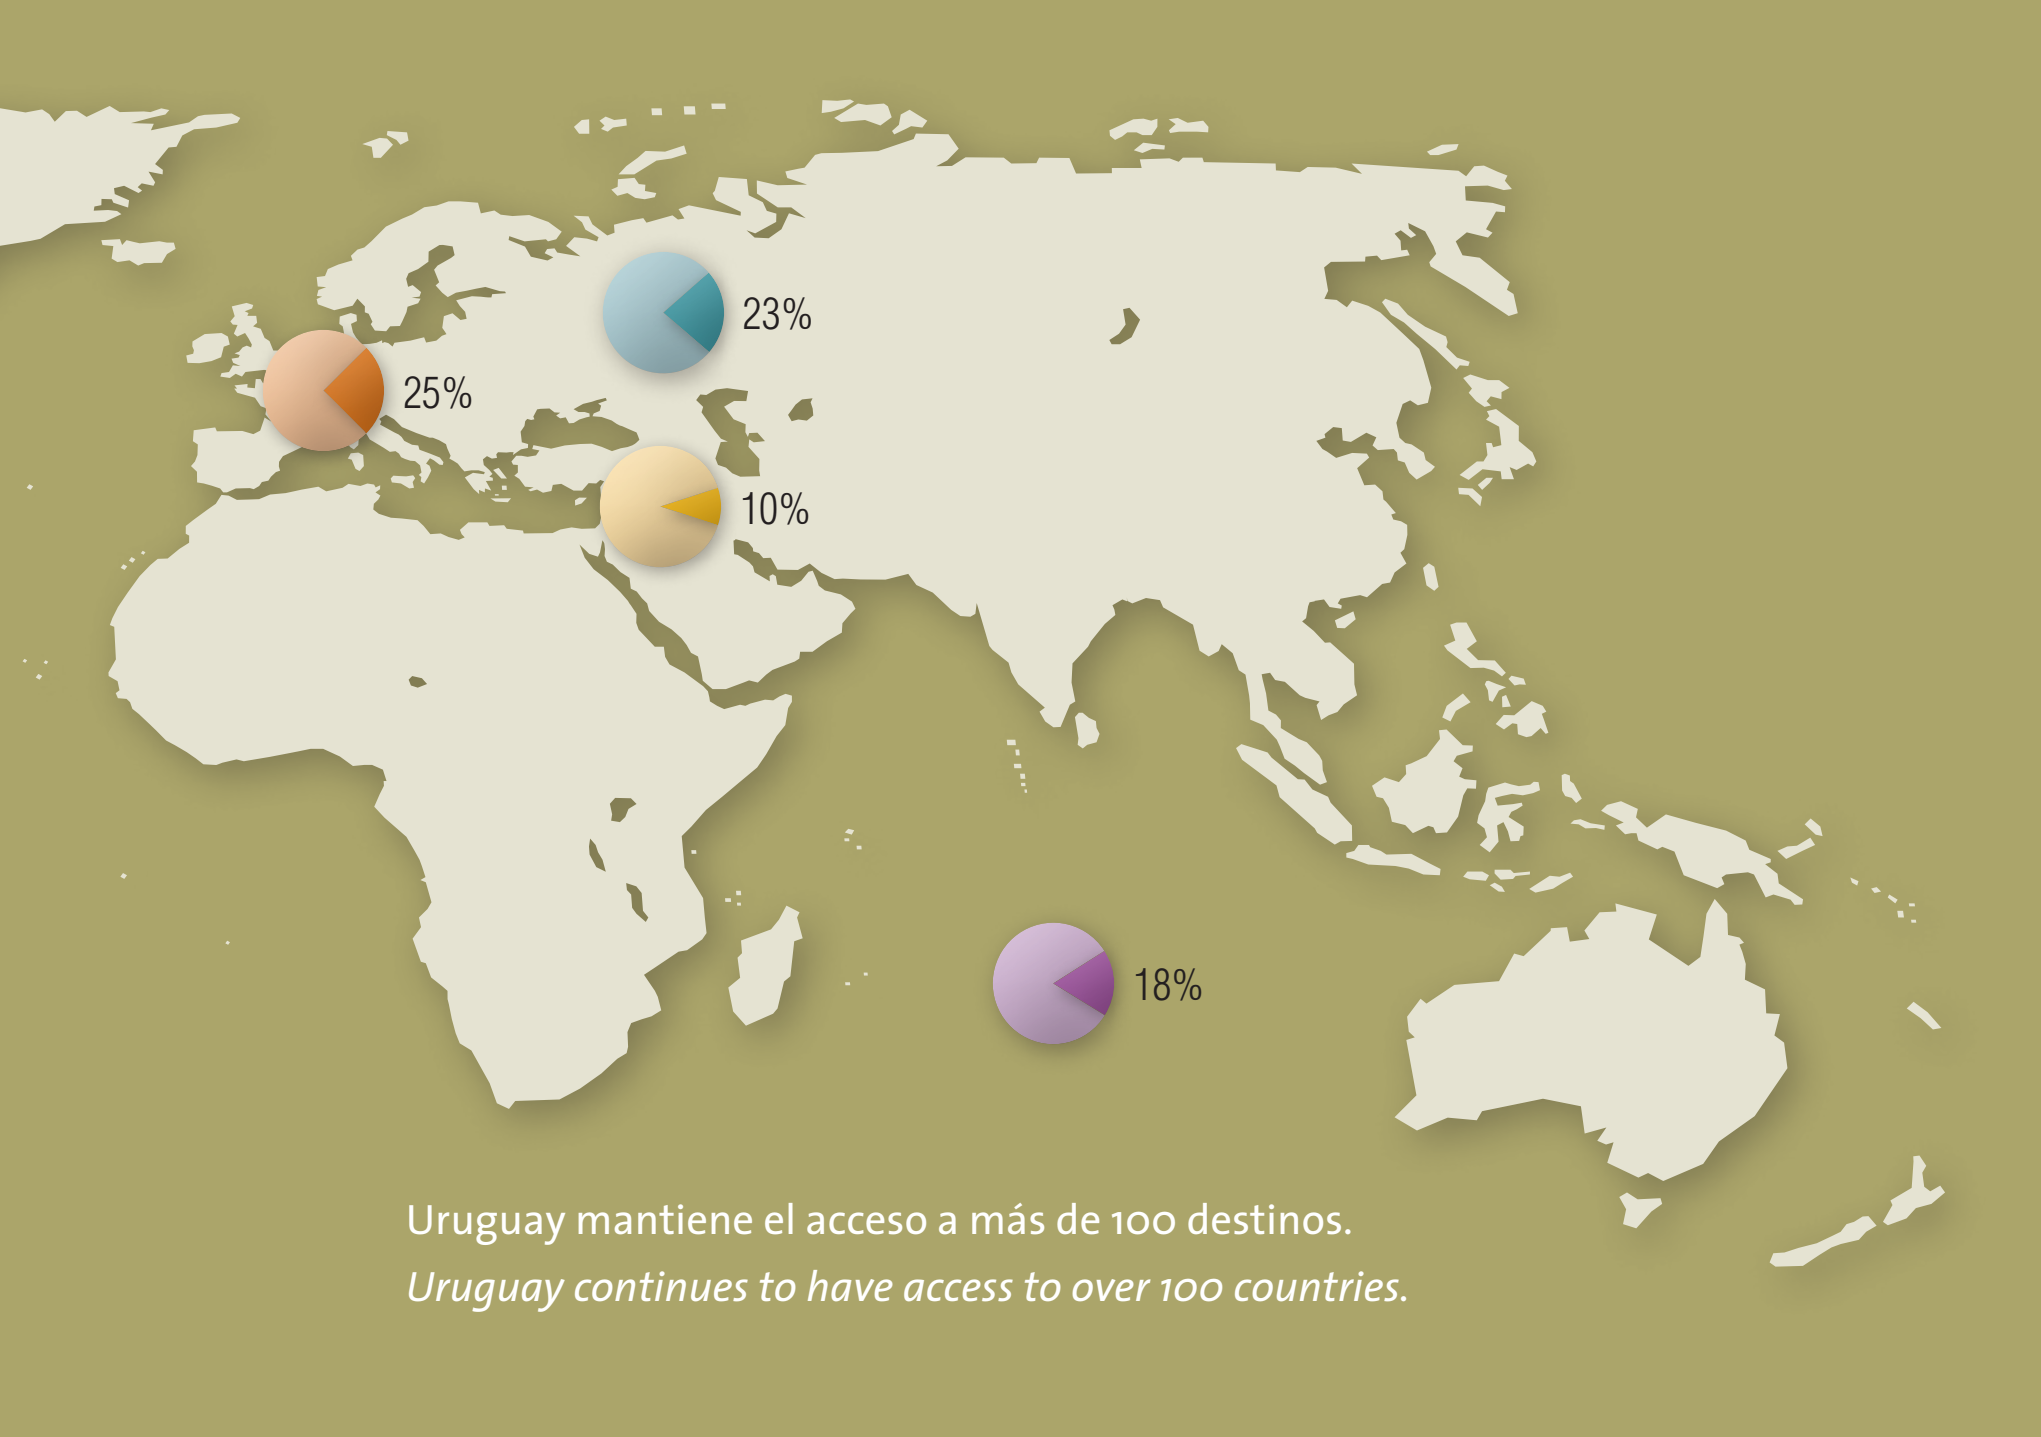 23%
25%
10%
18%
Uruguay mantiene el acceso a más de 100 destinos.
Uruguay continues to have access to over 100 countries.